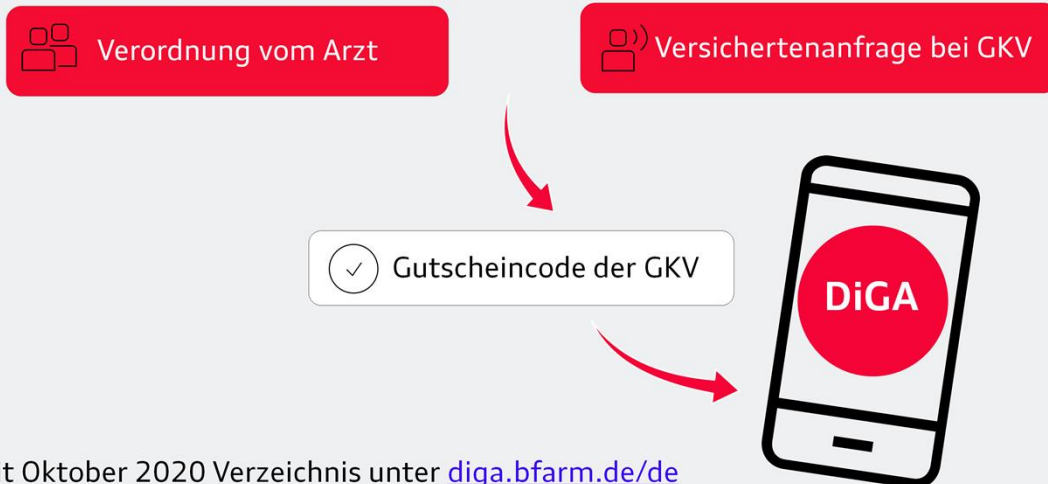 Verordnung vom Arzt
Versichertenanfrage bei GKV
Gutscheincode der GKV
DiGA
t Oktober 2020 Verzeichnis unter diga.bfarm.de/de